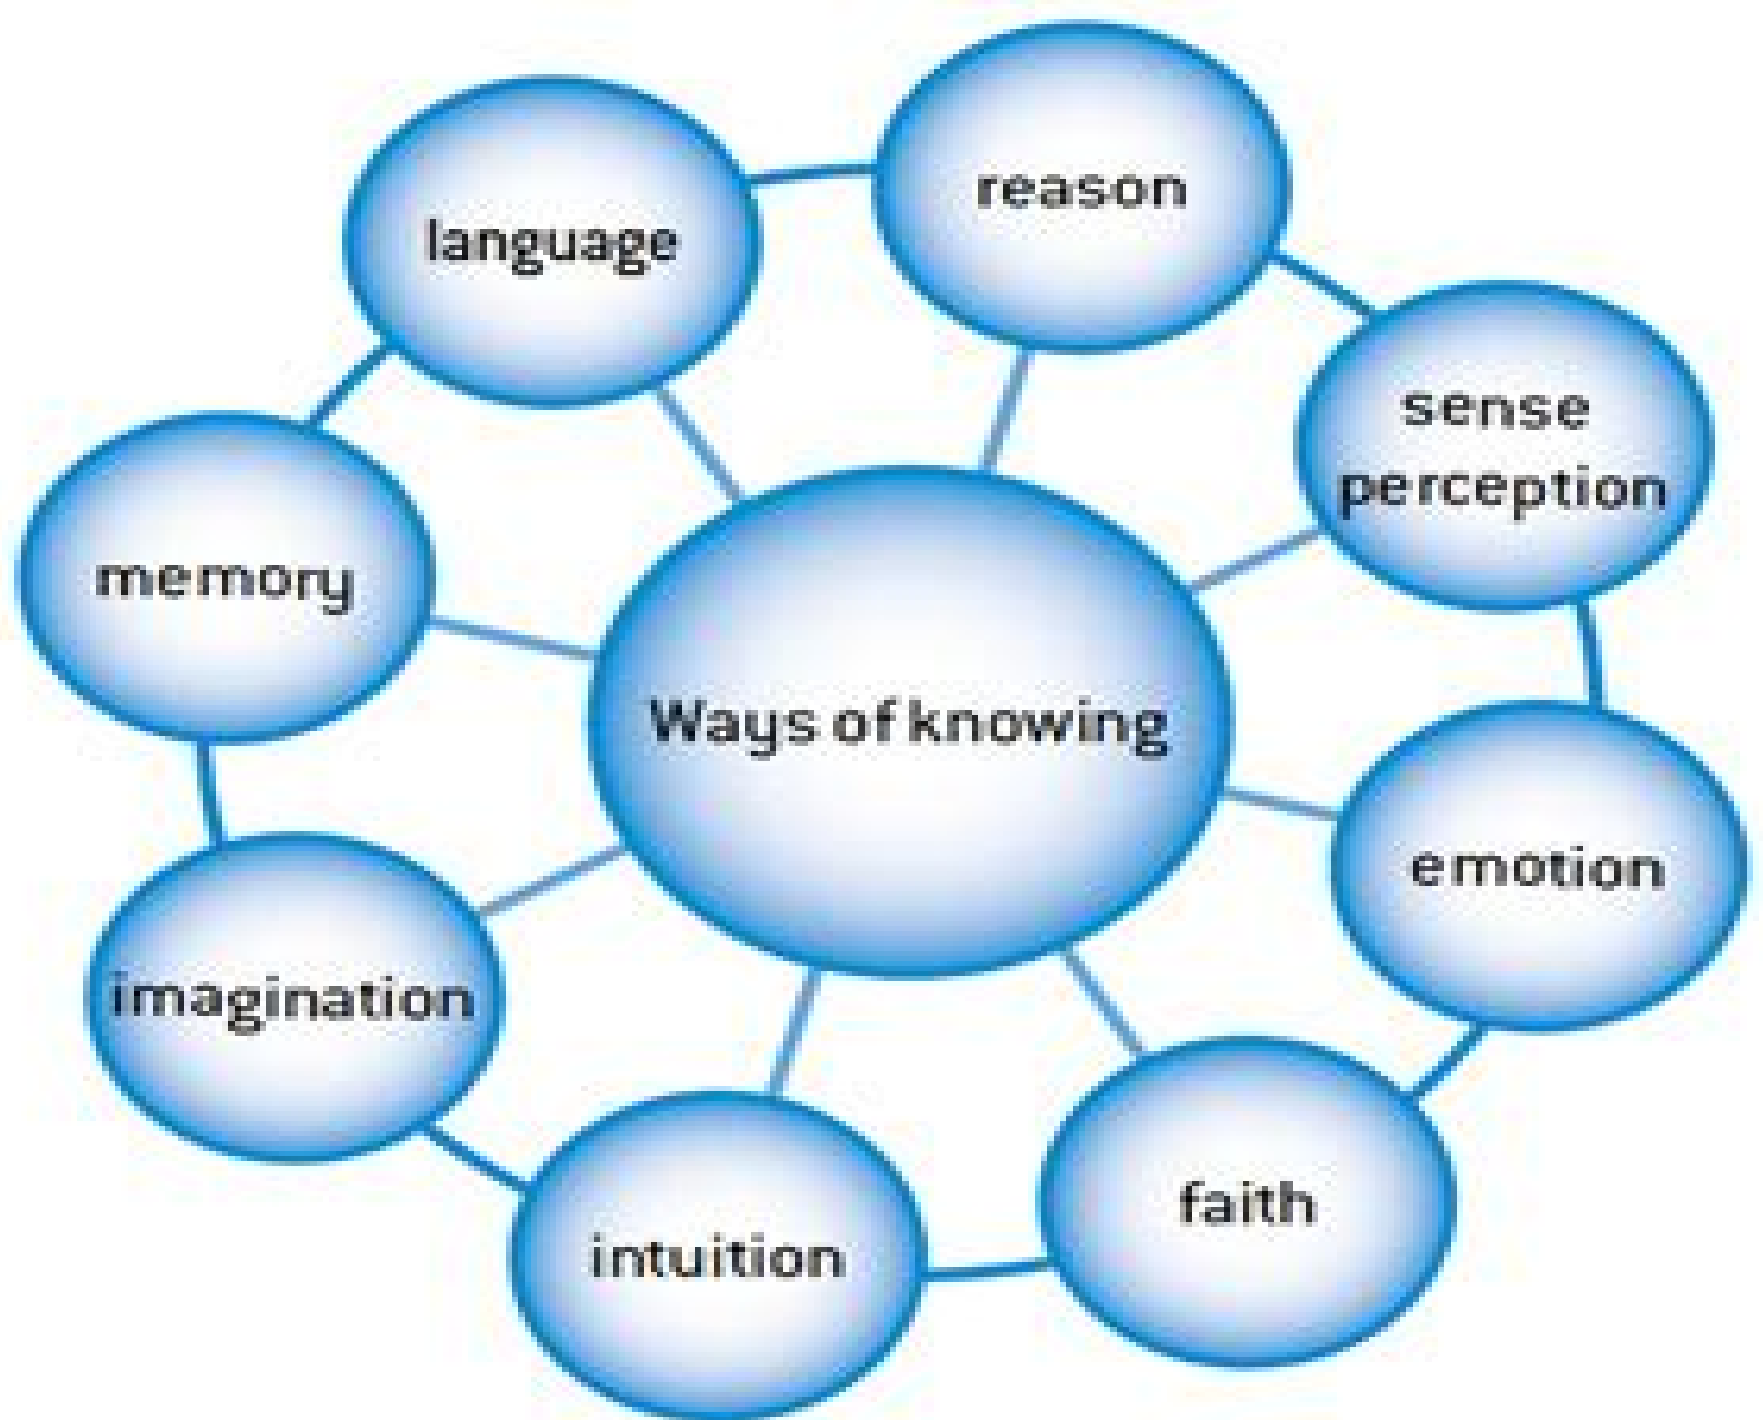 reason
language
sense
perception
memory
Ways of knowing
emotion
imagination
faith
intuition